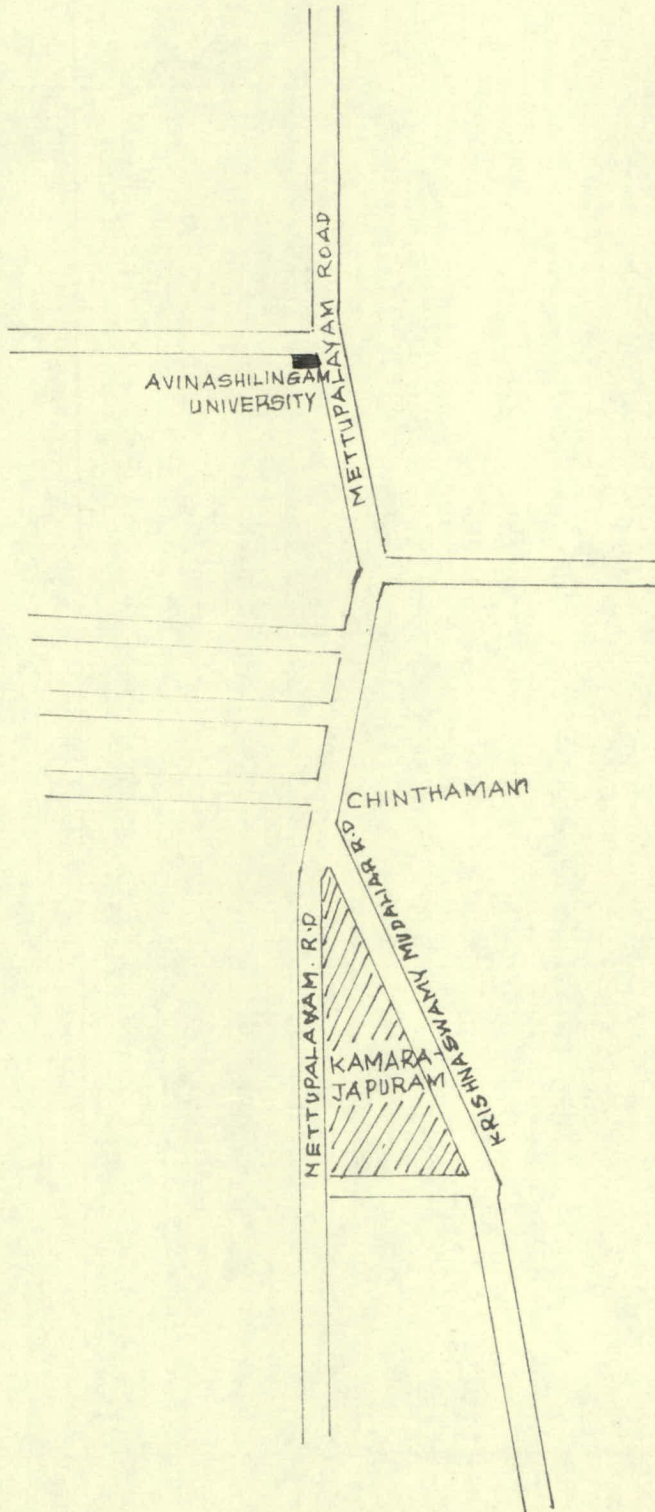 METTUPALAYAM ROAD
AVINASHILINGAM
UNIVERSITY
CHINTHAMANI
KRISHNASWAMY MUDALIAR R.D
METTUPALAYAM. R.D
KAMARA-
JAPURAM